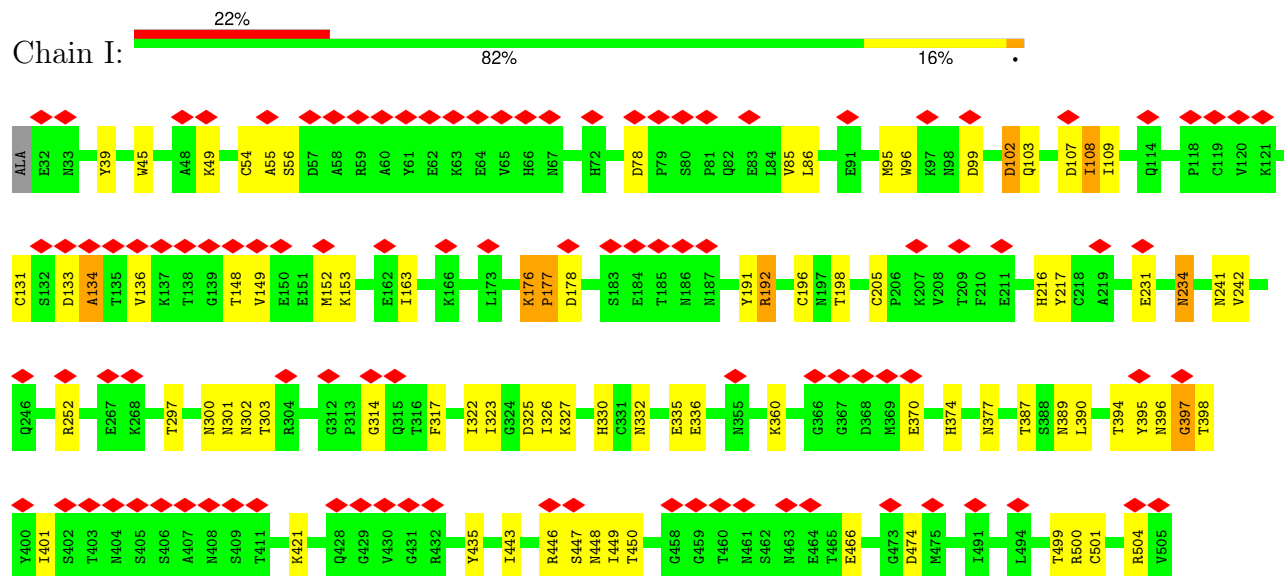 22%
Chain I:
82% 16% •
ALA E32 N33 Y39 W45 A48 K49 C54 A55 S56 D57 A58 R59 A60 Y61 E62 K63 E64 V65 H66 N67 H72 D78 P79 S80 P81 Q82 E83 L84 V85 L86 E91 M95 W96 K97 N98 D99 D102 Q103 D107 I108 I109 Q114 P118 C119 V120 K121
C131 S132 D133 A134 T135 V136 K137 T138 G139 T148 V149 E150 E151 M152 K153 E162 I163 K166 L173 K176 P177 D178 S183 E184 T185 N186 N187 Y191 R192 C196 N197 T198 C205 P206 K207 V208 T209 F210 E211 H216 Y217 C218 A219 E231 N234 N241 V242
Q246 R252 E267 K268 T297 N300 N301 N302 T303 R304 G312 P313 G314 Q315 T316 F317 I322 I323 G324 D325 I326 K327 H330 C331 N332 E335 E336 N355 K360 G366 G367 D368 M369 E370 H374 N377 T387 S388 N389 L390 T394 Y395 N396 G397 T398
Y400 I401 S402 T403 N404 S405 S406 A407 N408 S409 T411 K421 Q428 G429 V430 G431 R432 Y435 I443 R446 S447 N448 I449 T450 G458 G459 T460 N461 S462 N463 E464 T465 E466 G473 D474 M475 I491 L494 T499 R500 C501 R504 V505